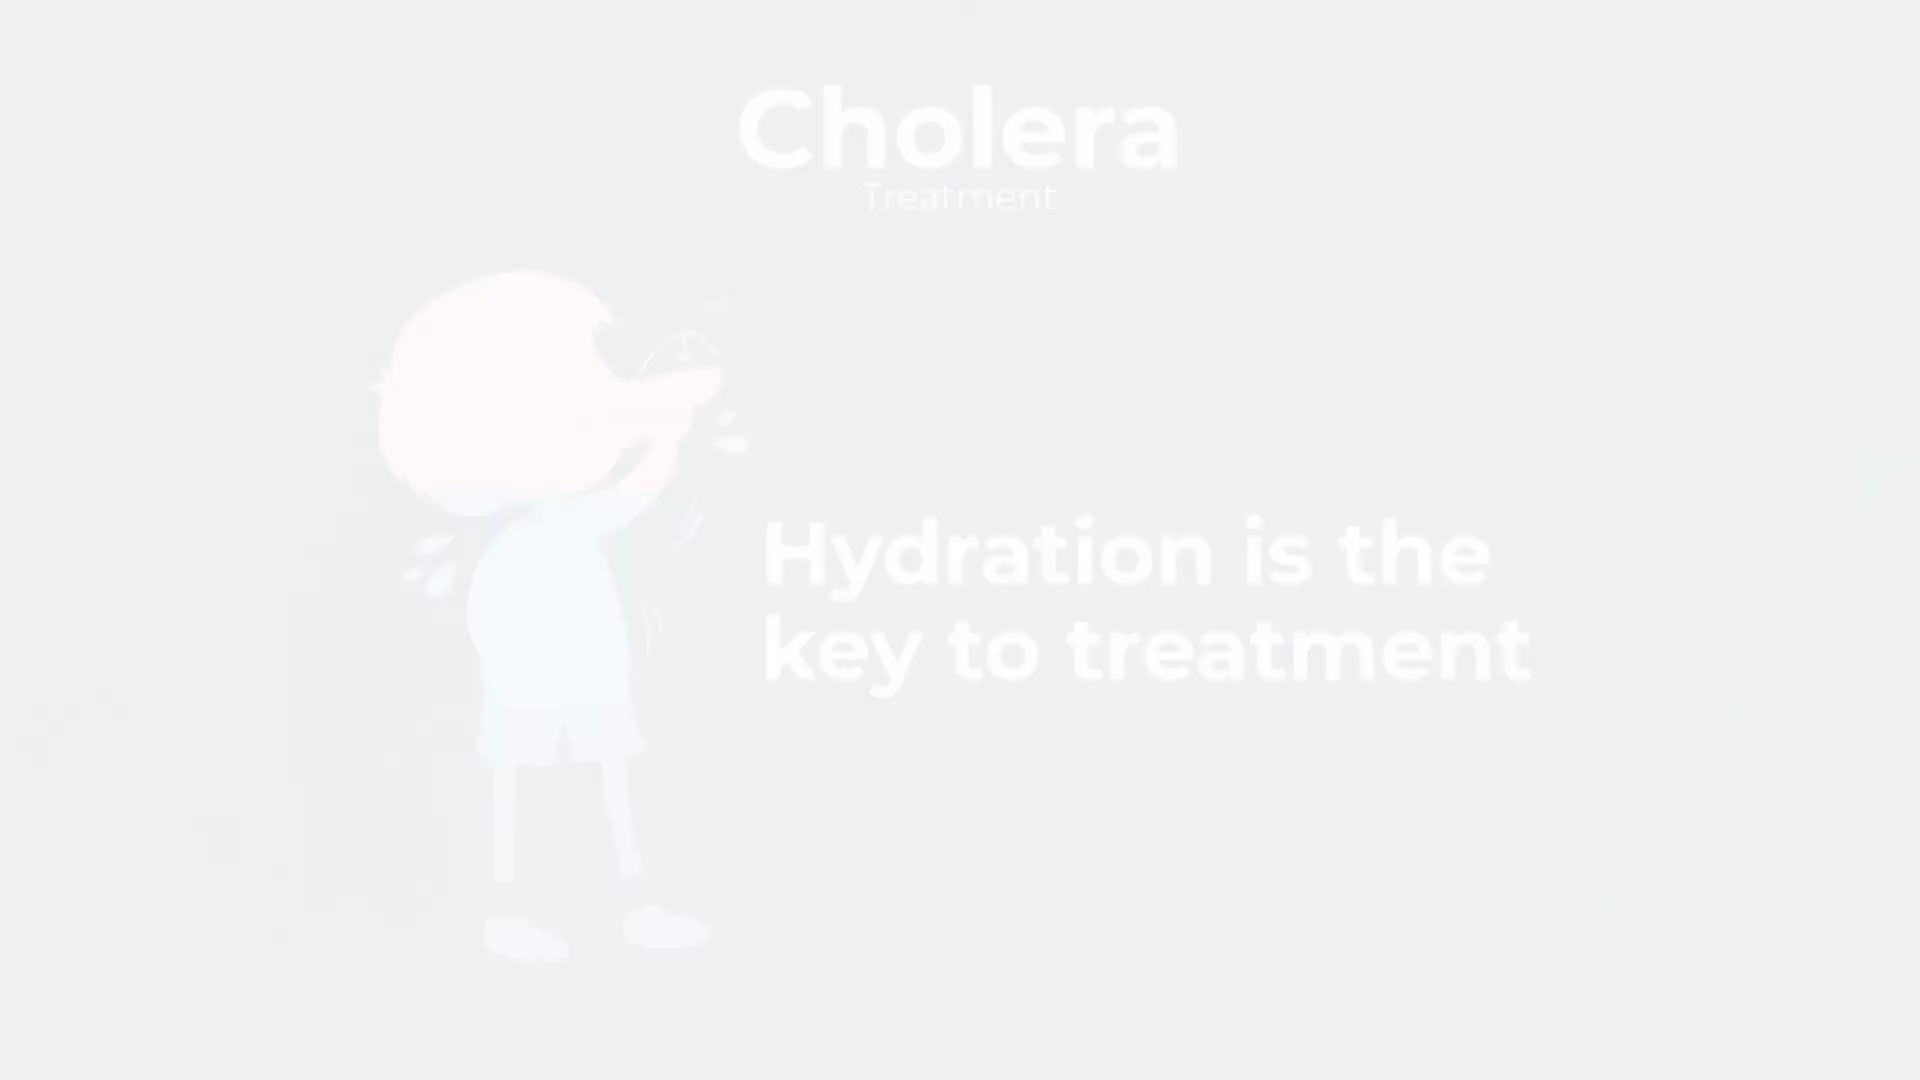 Cholera
Treatment
Hydration is the
key to treatment